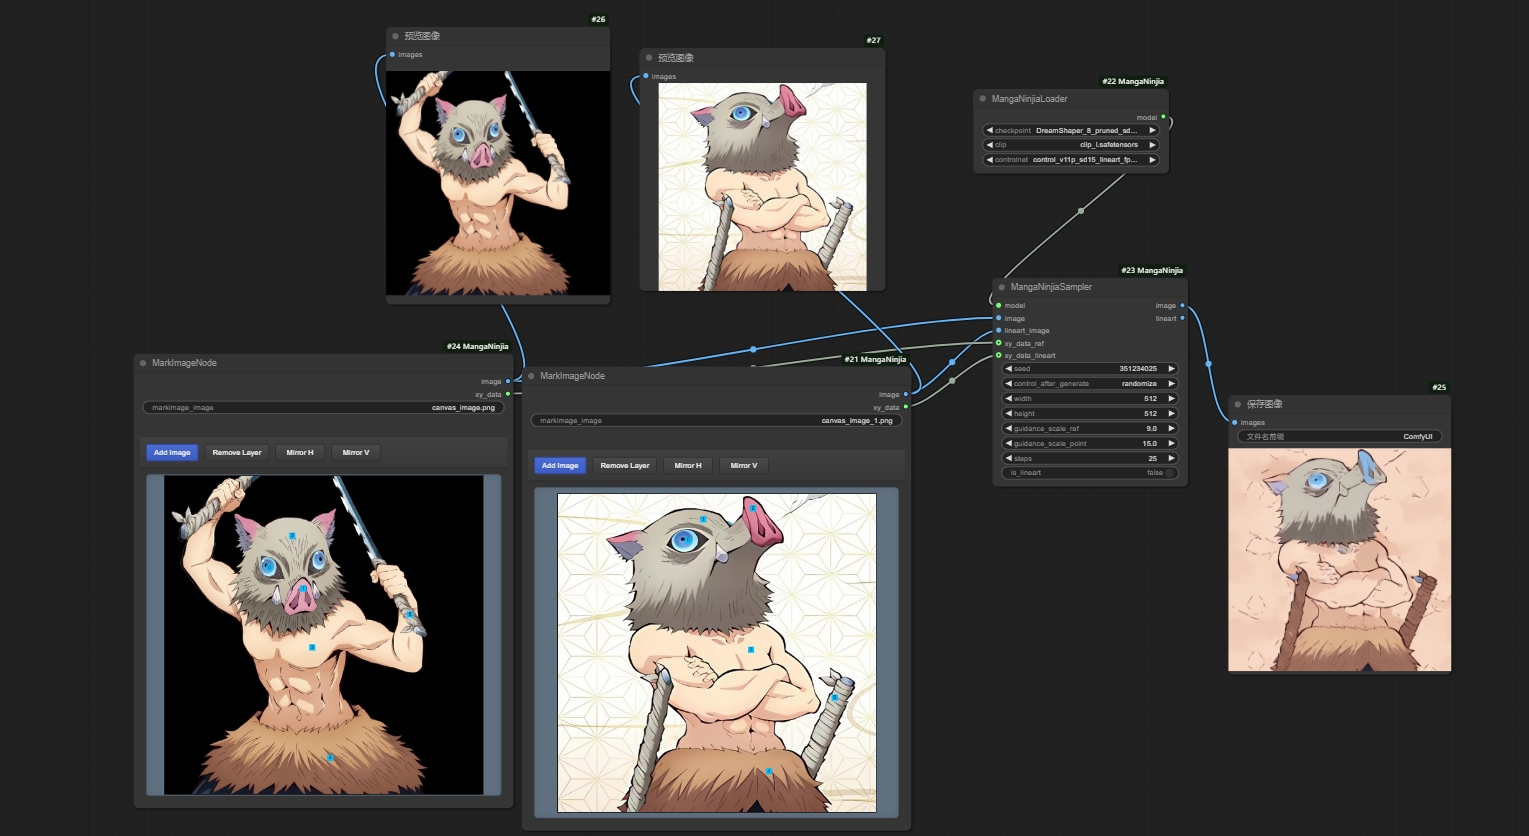 #26
预览图像
images
#27
预览图像
images
#22 MangaNinjia
MangaNinjiaLoader
model
checkpoint DreamShaper_8_pruned_sd...
clip clip_l.safetensors
controlnet control_v11p_sd15_lineart_fp...
#23 MangaNinjia
MangaNinjiaSampler
model image
image lineart
lineart_image
xy_data_ref
xy_data_lineart
seed 351234025
control_after_generate randomize
width 512
height 512
guidance_scale_ref 9.0
guidance_scale_point 15.0
steps 25
is_lineart false
#24 MangaNinjia
MarkImageNode
image
xy_data
markimage_image canvas_image.png
Add Image Remove Layer Mirror H Mirror V
#21 MangaNinjia
MarkImageNode
image
xy_data
markimage_image canvas_image_1.png
Add Image Remove Layer Mirror H Mirror V
#25
保存图像
images
文件名前缀 ComfyUI